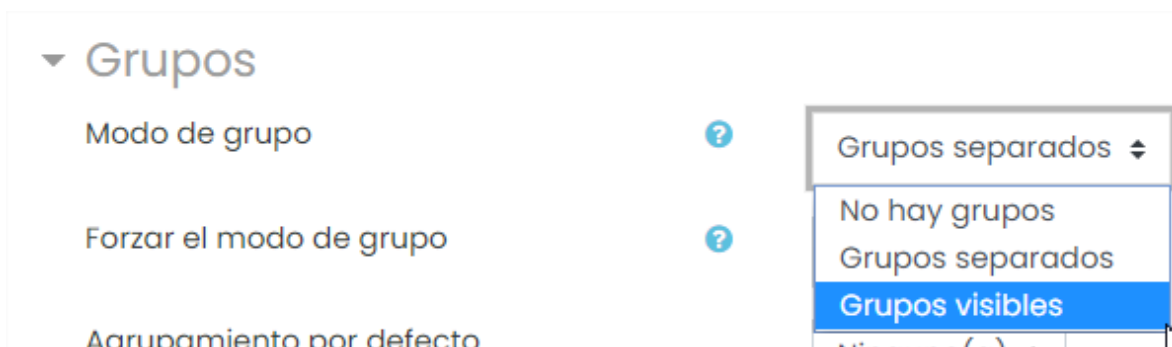 Grupos
Modo de grupo
Grupos separados
No hay grupos
Forzar el modo de grupo
Grupos separados
Grupos visibles
Agrupamiento por defecto